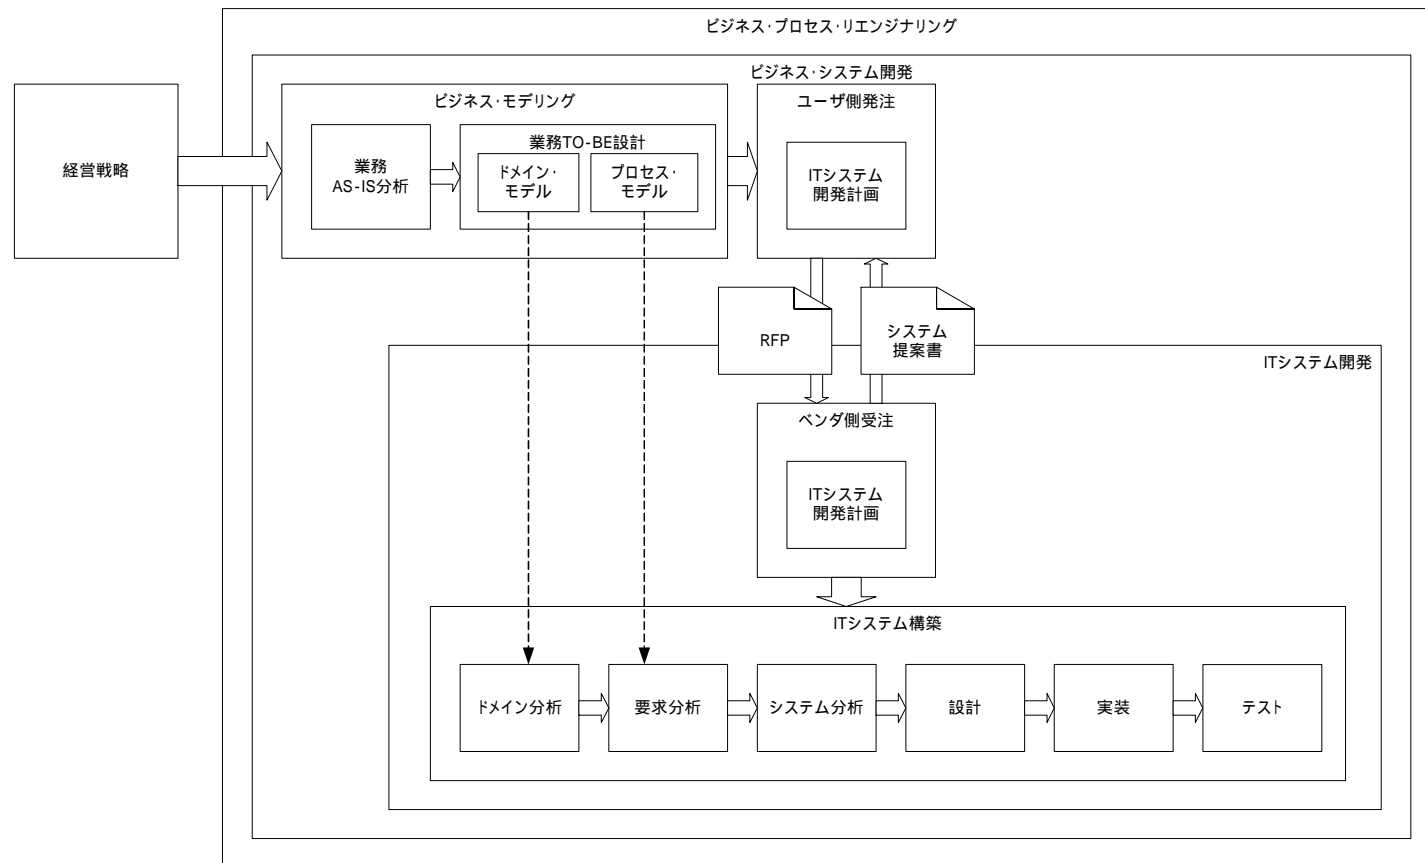 ビジネス・プロセス・リエンジナリング
ビジネス・システム開発
経営戦略
ビジネス・モデリング
業務
AS-IS分析
業務TO-BE設計
ドメイン・
モデル
プロセス・
モデル
ユーザ側発注
ITシステム
開発計画
RFP
システム
提案書
ITシステム開発
ベンダ側受注
ITシステム
開発計画
ITシステム構築
ドメイン分析
要求分析
システム分析
設計
実装
テスト